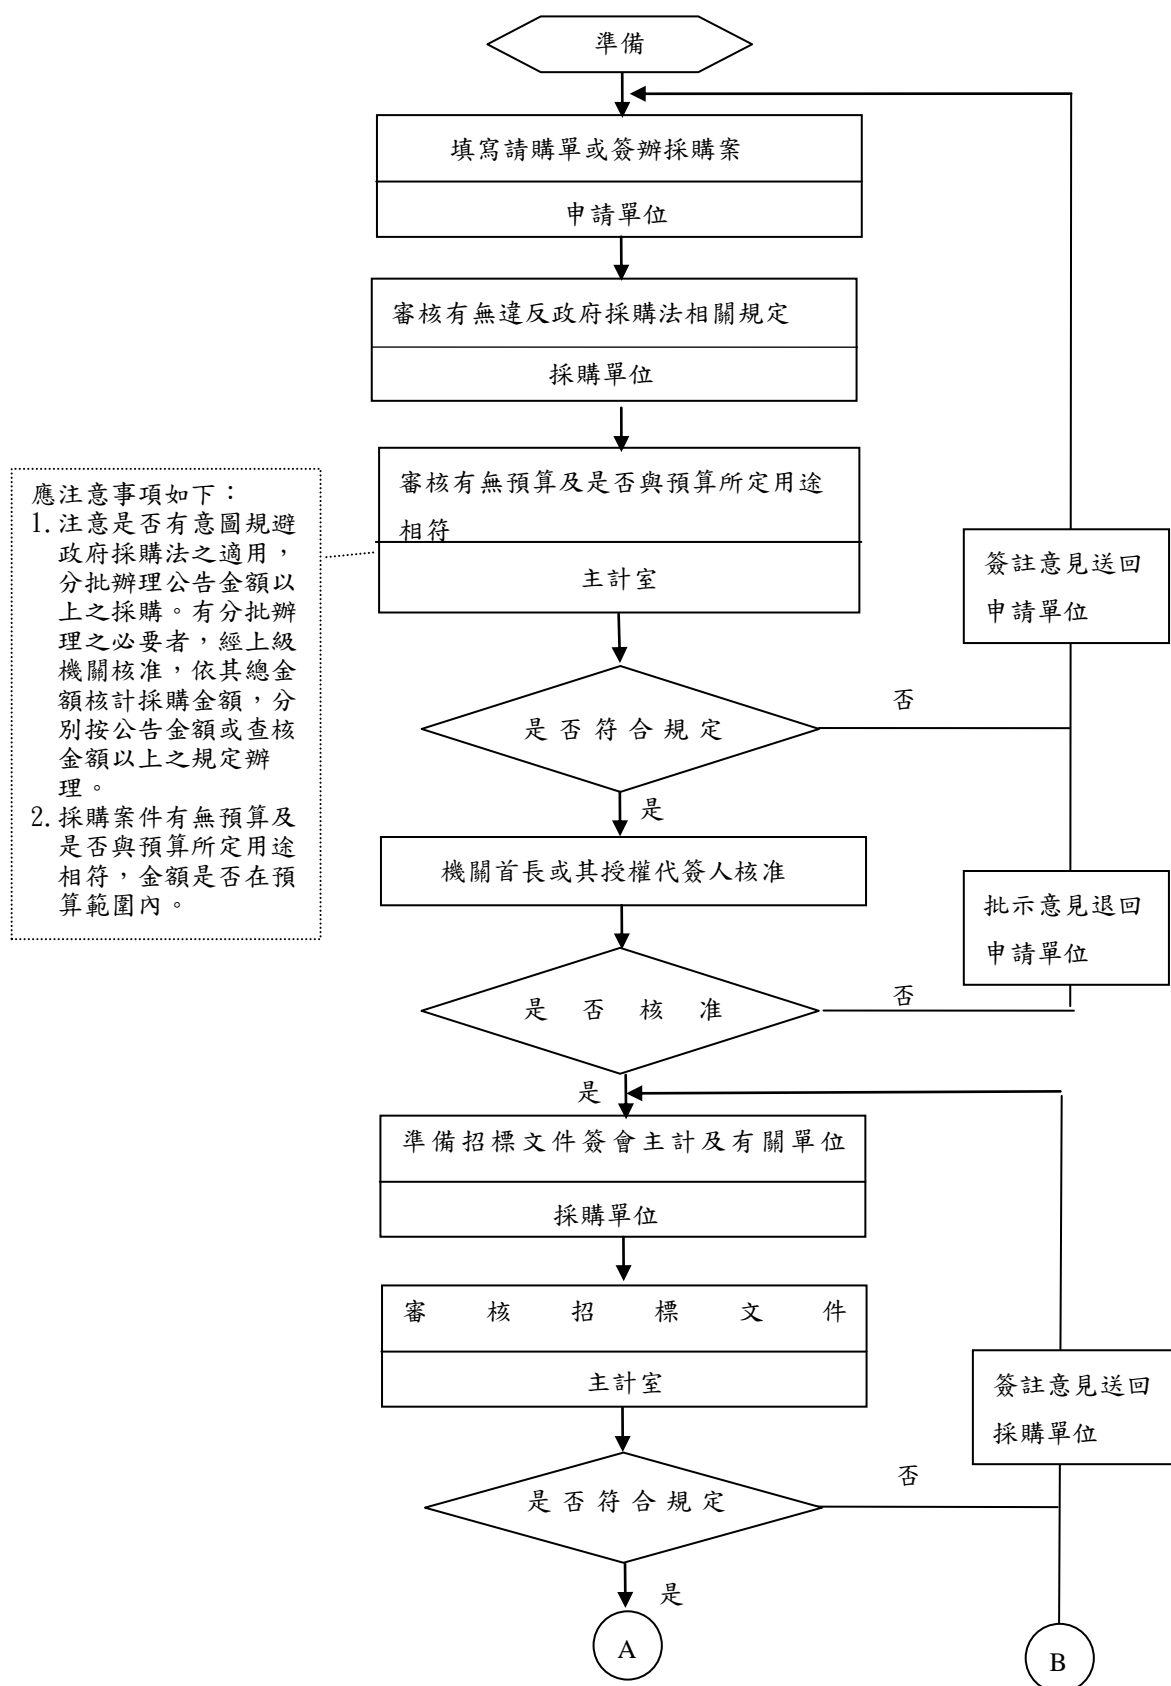 準備
填寫請購單或簽辦採購案
申請單位
審核有無違反政府採購法相關規定
採購單位
審核有無預算及是否與預算所定用途
相符
主計室
應注意事項如下：
1.注意是否有意圖規避
政府採購法之適用，
分批辦理公告金額以
上之採購。有分批辦
理之必要者，經上級
機關核准，依其總金
額核計採購金額，分
別按公告金額或查核
金額以上之規定辦
理。
2.採購案件有無預算及
是否與預算所定用途
相符，金額是否在預
算範圍內。
簽註意見送回
申請單位
是否符合規定
否
是
機關首長或其授權代簽人核准
批示意見退回
申請單位
是否核准
否
是
準備招標文件簽會主計及有關單位
採購單位
審核招標文件
主計室
簽註意見送回
採購單位
是否符合規定
否
是
A
B